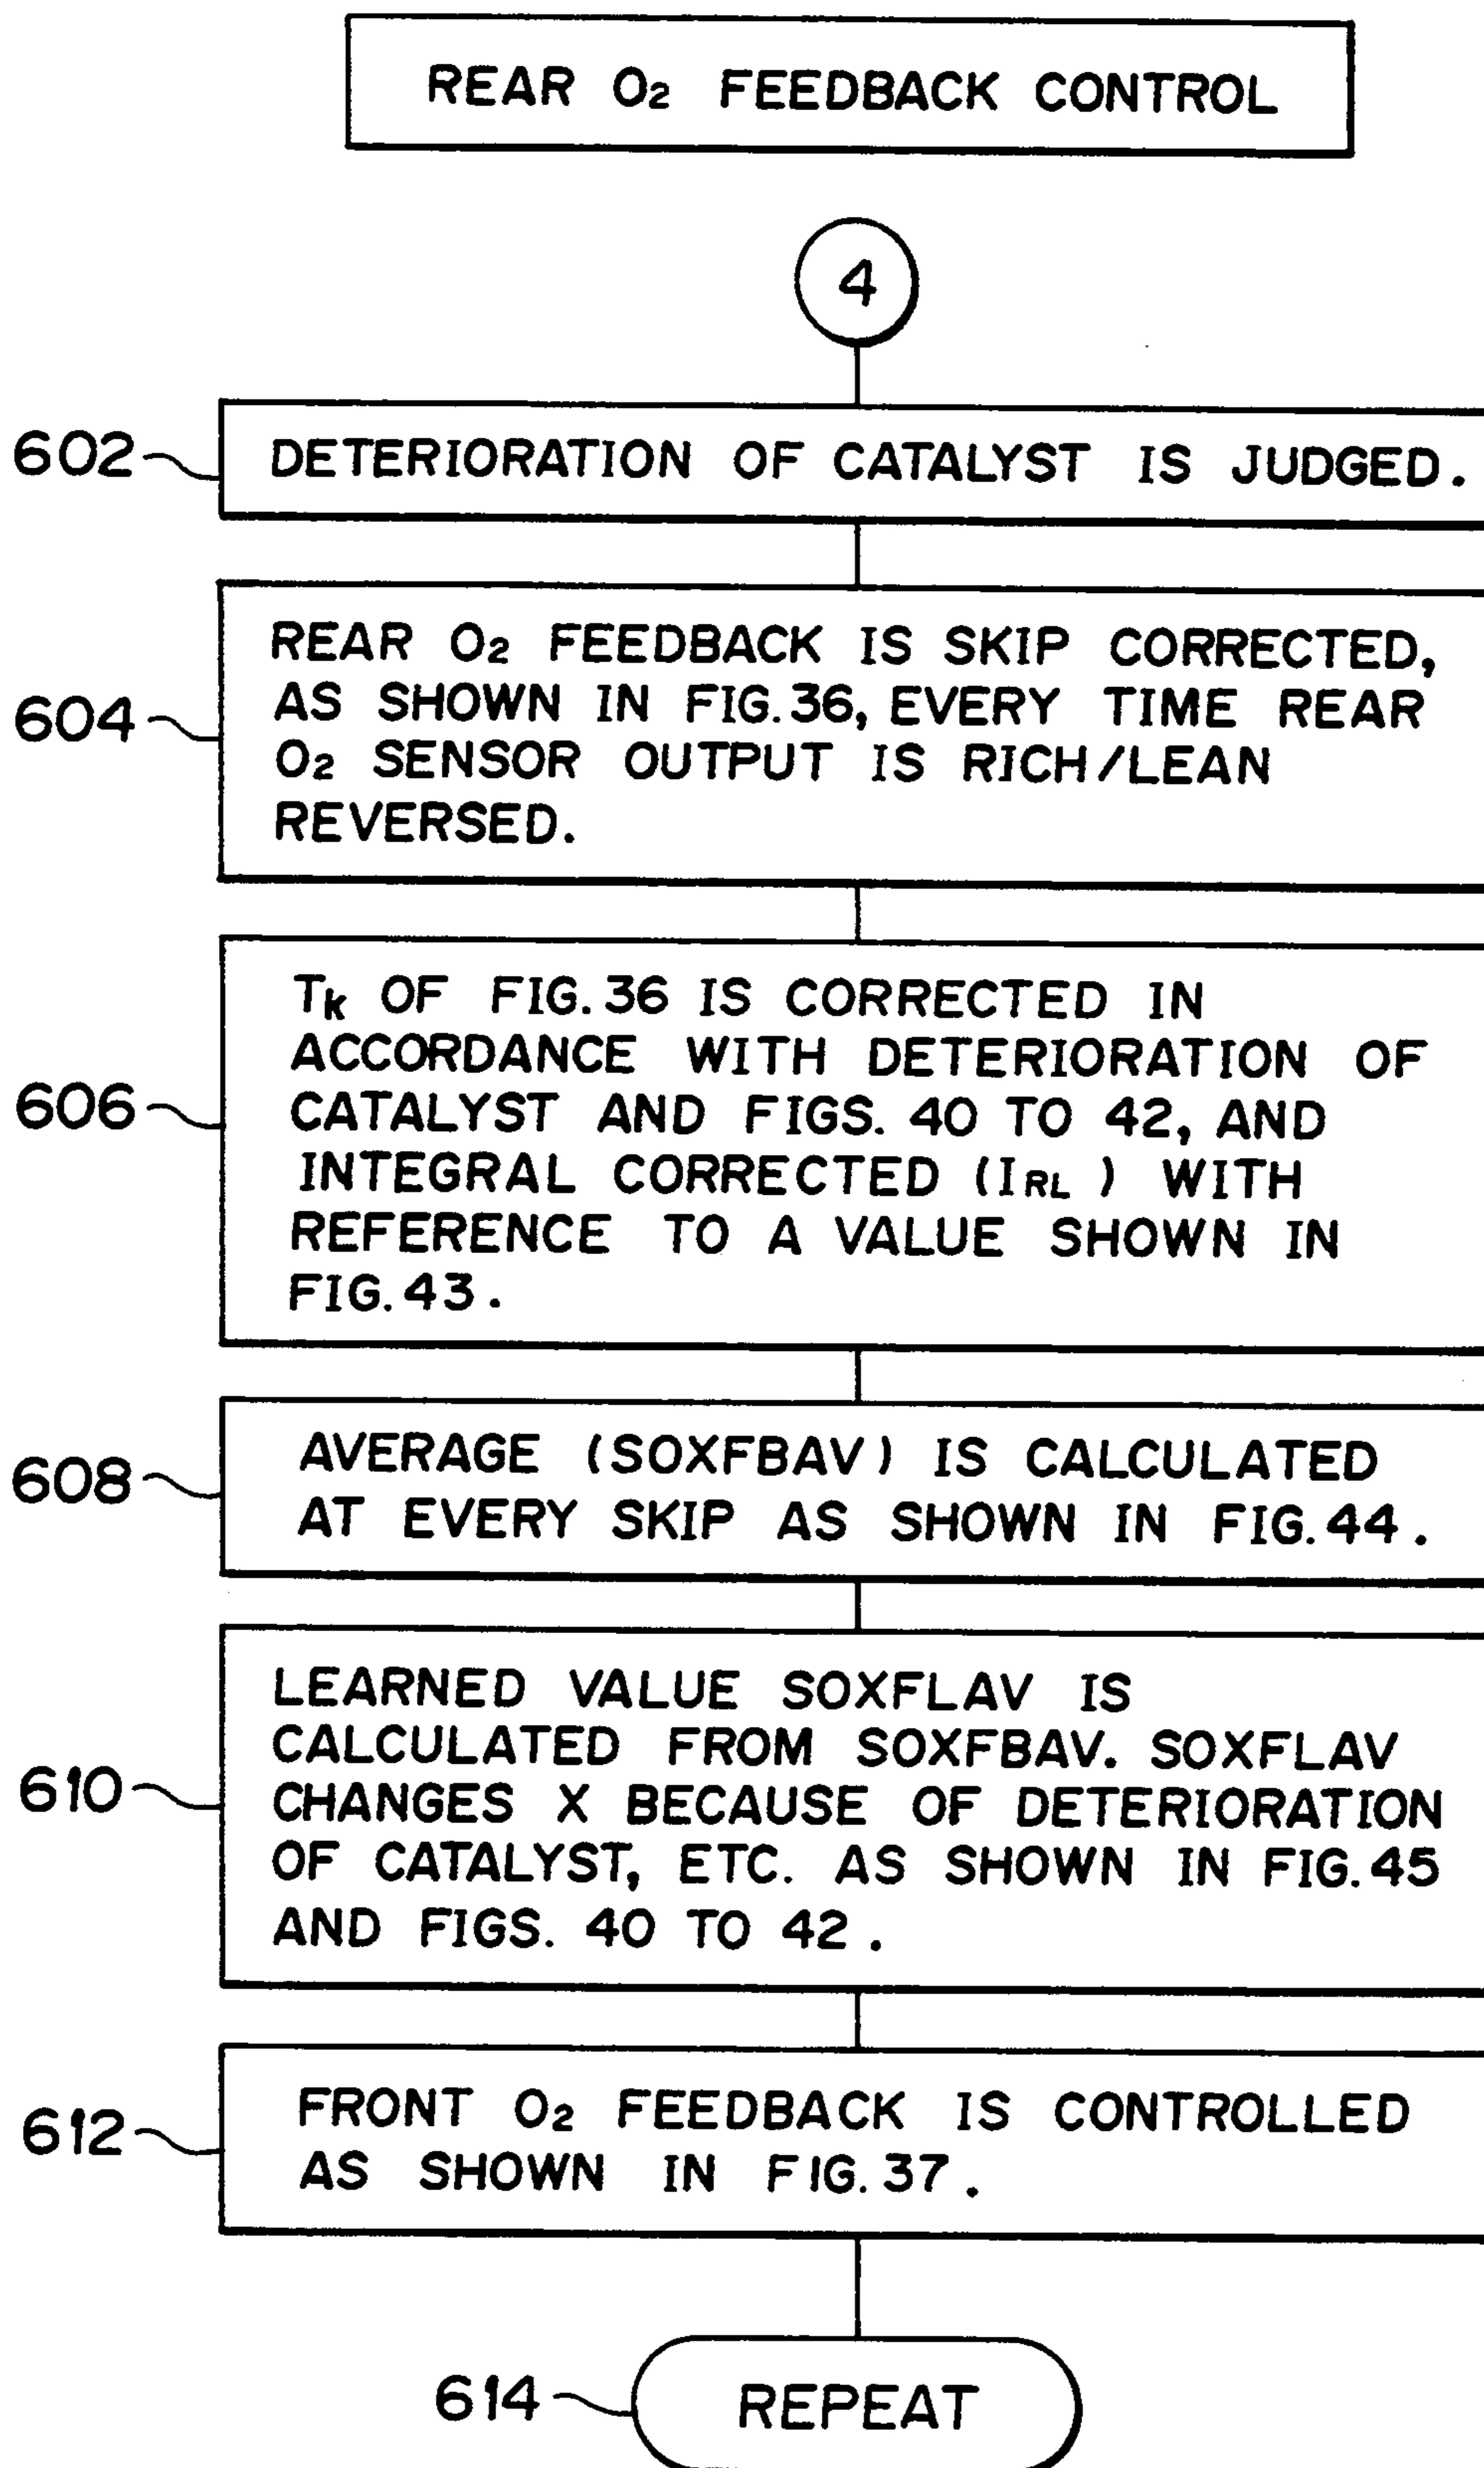 REAR O₂ FEEDBACK CONTROL
4
602
DETERIORATION OF CATALYST IS JUDGED.
604
REAR O₂ FEEDBACK IS SKIP CORRECTED,
AS SHOWN IN FIG.36, EVERY TIME REAR
O₂ SENSOR OUTPUT IS RICH/LEAN
REVERSED.
606
Tk OF FIG.36 IS CORRECTED IN
ACCORDANCE WITH DETERIORATION OF
CATALYST AND FIGS. 40 TO 42, AND
INTEGRAL CORRECTED (IRL) WITH
REFERENCE TO A VALUE SHOWN IN
FIG.43.
608
AVERAGE (SOXFBAV) IS CALCULATED
AT EVERY SKIP AS SHOWN IN FIG.44.
610
LEARNED VALUE SOXFLAV IS
CALCULATED FROM SOXFBAV. SOXFLAV
CHANGES X BECAUSE OF DETERIORATION
OF CATALYST, ETC. AS SHOWN IN FIG.45
AND FIGS. 40 TO 42.
612
FRONT O₂ FEEDBACK IS CONTROLLED
AS SHOWN IN FIG.37.
614
REPEAT